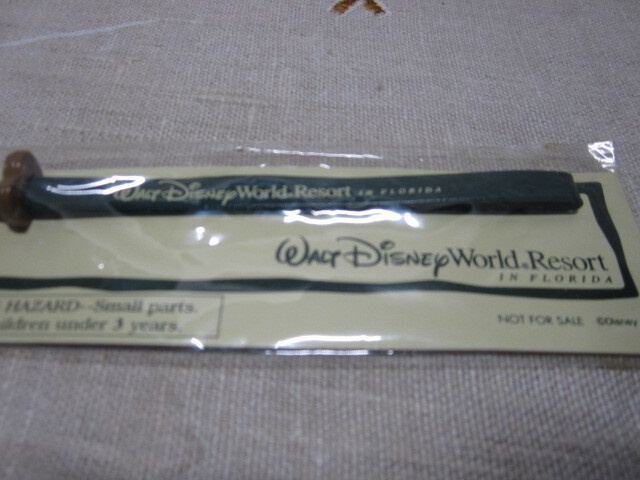 Walt Disney World Resort IN FLORIDA
Walt Disney World® Resort
IN FLORIDA
HAZARD--Small parts.
under 3 years.
NOT FOR SALE ©Disney